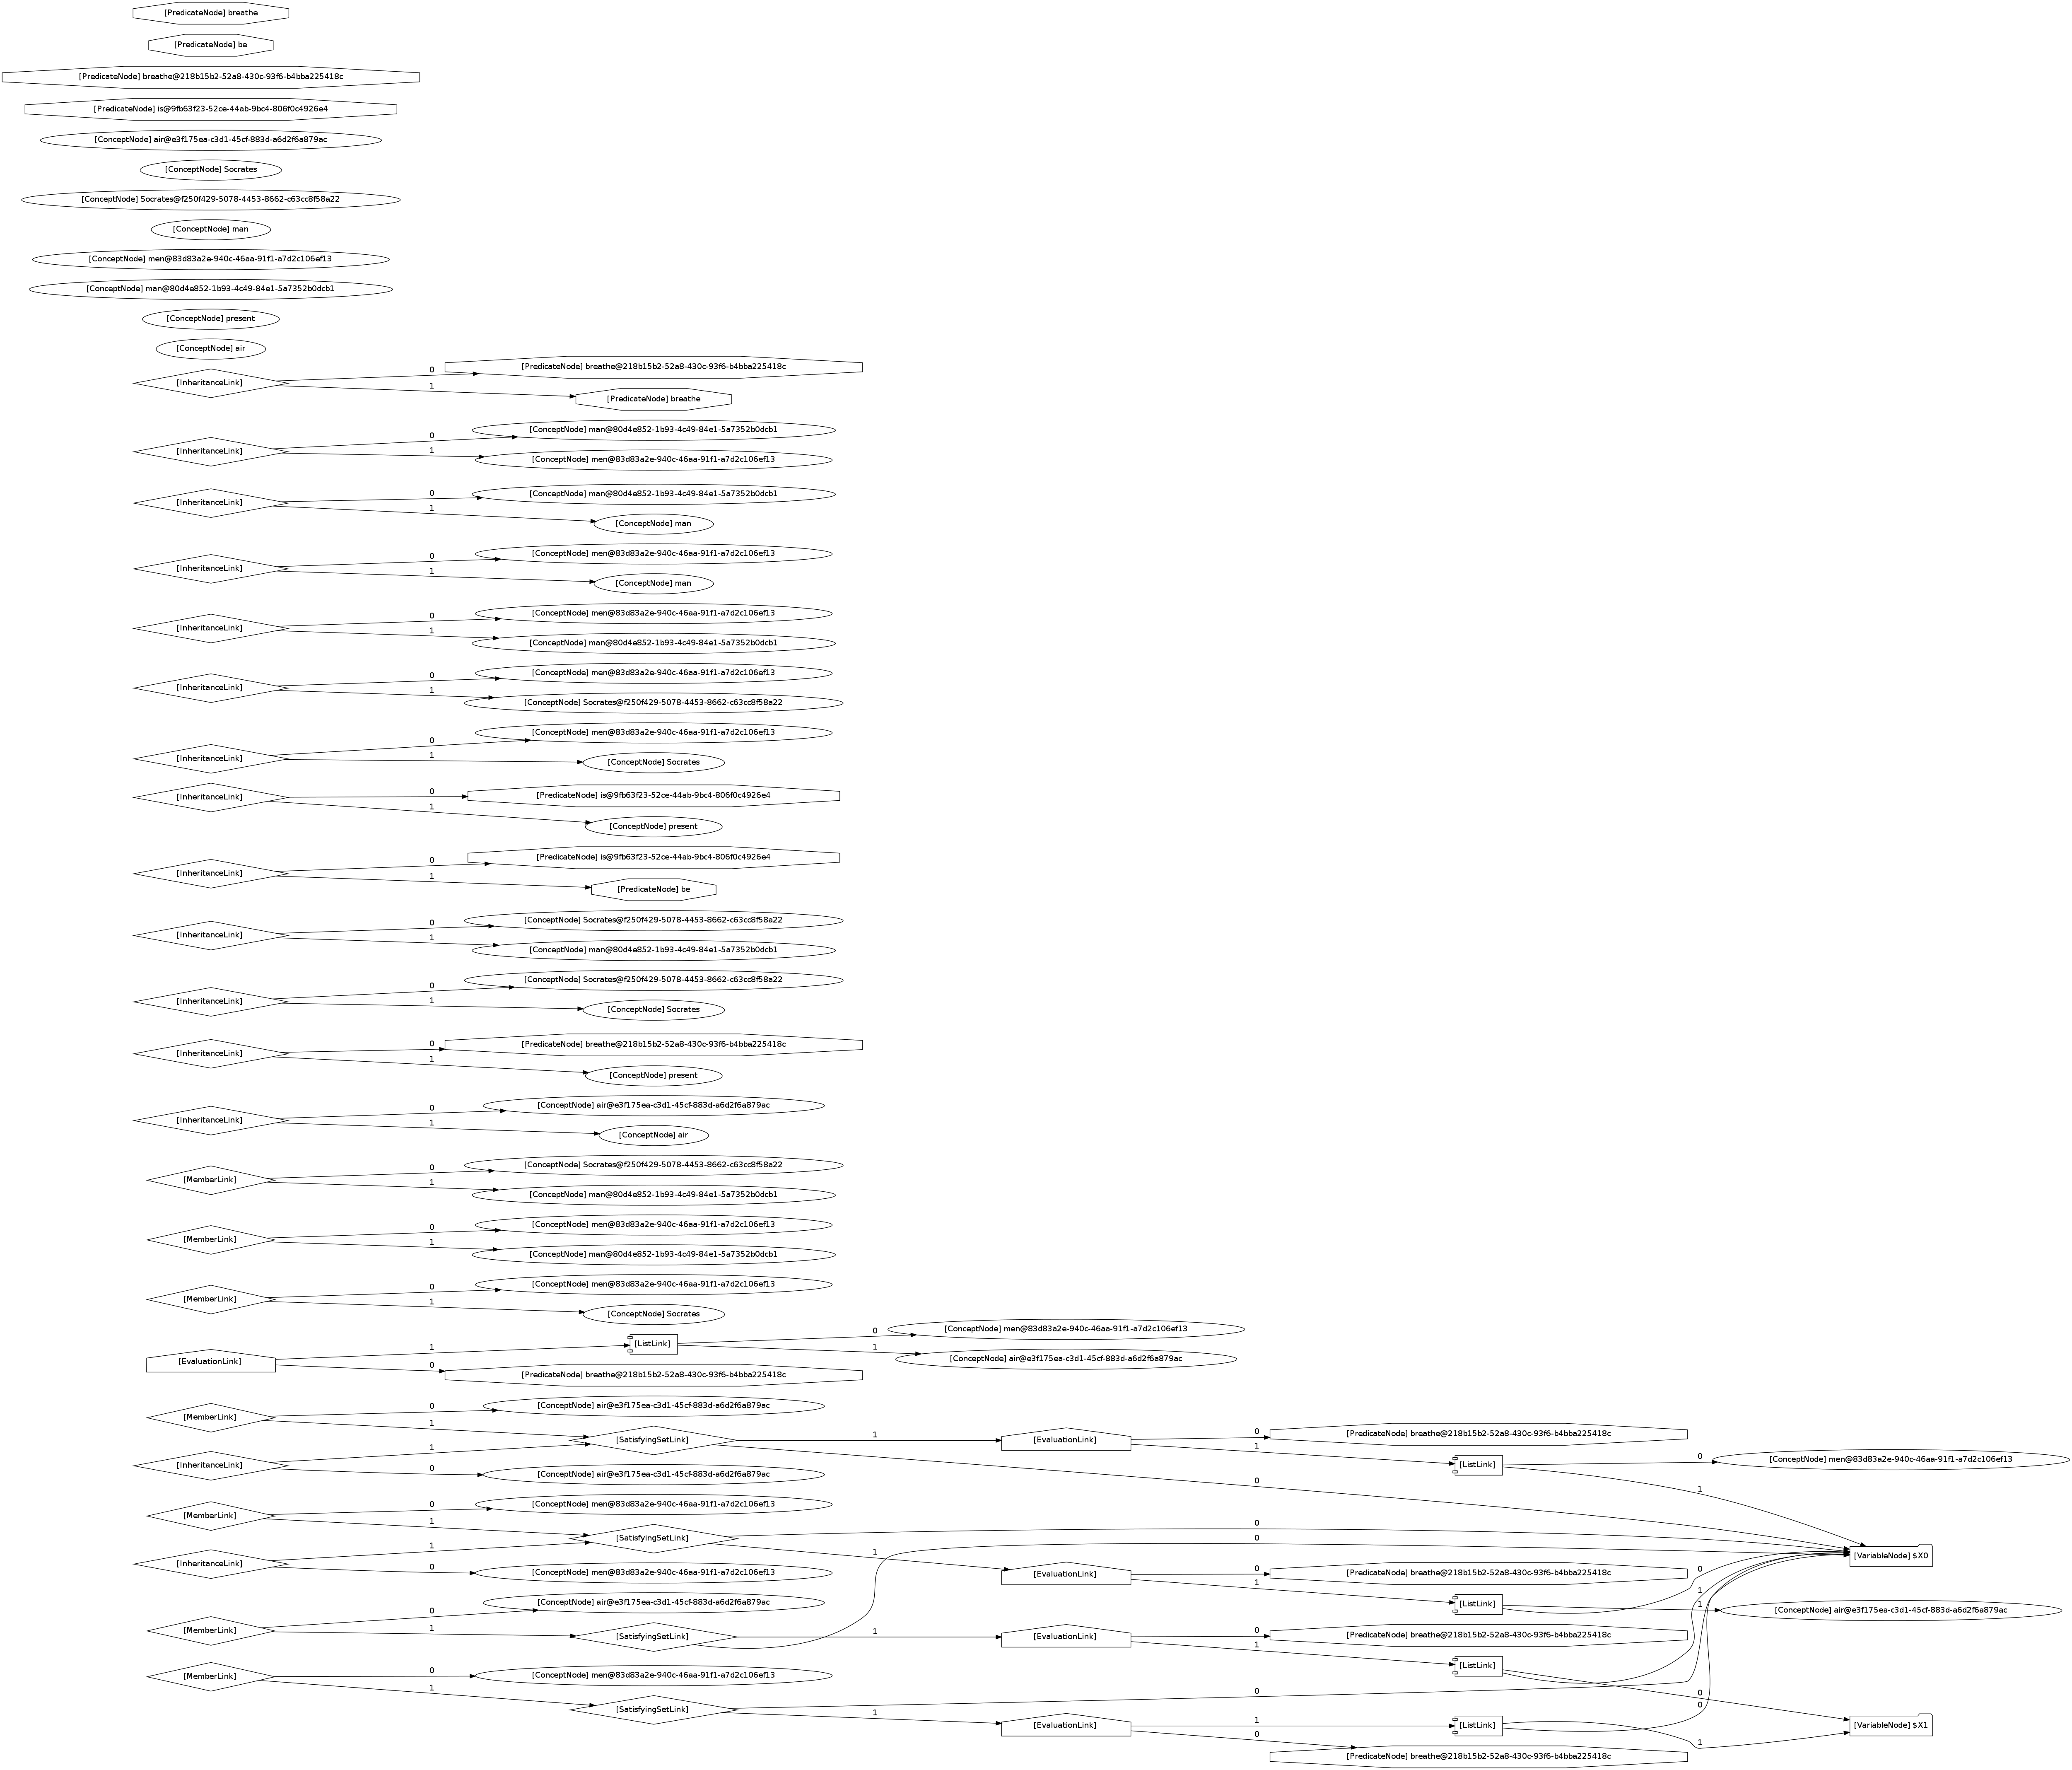 [PredicateNode] breathe
[PredicateNode] be
[PredicateNode] breathe@218b15b2-52a8-430c-93f6-b4bba225418c
[PredicateNode] is@9fb63f23-52ce-44ab-9bc4-806f0c4926e4
[ConceptNode] air@e3f175ea-c3d1-45cf-883d-a6d2f6a879ac
[ConceptNode] Socrates
[ConceptNode] Socrates@f250f429-5078-4453-8662-c63cc8f58a22
[ConceptNode] man
[ConceptNode] men@83d83a2e-940c-46aa-91f1-a7d2c106ef13
[ConceptNode] man@80d4e852-1b93-4c49-84e1-5a7352b0dcb1
[ConceptNode] present
[ConceptNode] air
[InheritanceLink]
0
[PredicateNode] breathe@218b15b2-52a8-430c-93f6-b4bba225418c
1
[PredicateNode] breathe
[InheritanceLink]
0
[ConceptNode] man@80d4e852-1b93-4c49-84e1-5a7352b0dcb1
1
[ConceptNode] men@83d83a2e-940c-46aa-91f1-a7d2c106ef13
[InheritanceLink]
0
[ConceptNode] man@80d4e852-1b93-4c49-84e1-5a7352b0dcb1
1
[ConceptNode] man
[InheritanceLink]
0
[ConceptNode] men@83d83a2e-940c-46aa-91f1-a7d2c106ef13
1
[ConceptNode] man
[InheritanceLink]
0
[ConceptNode] men@83d83a2e-940c-46aa-91f1-a7d2c106ef13
1
[ConceptNode] man@80d4e852-1b93-4c49-84e1-5a7352b0dcb1
[InheritanceLink]
0
[ConceptNode] men@83d83a2e-940c-46aa-91f1-a7d2c106ef13
1
[ConceptNode] Socrates@f250f429-5078-4453-8662-c63cc8f58a22
[InheritanceLink]
0
[ConceptNode] men@83d83a2e-940c-46aa-91f1-a7d2c106ef13
1
[ConceptNode] Socrates
[InheritanceLink]
0
[PredicateNode] is@9fb63f23-52ce-44ab-9bc4-806f0c4926e4
1
[ConceptNode] present
[InheritanceLink]
0
[PredicateNode] is@9fb63f23-52ce-44ab-9bc4-806f0c4926e4
1
[PredicateNode] be
[InheritanceLink]
0
[ConceptNode] Socrates@f250f429-5078-4453-8662-c63cc8f58a22
1
[ConceptNode] man@80d4e852-1b93-4c49-84e1-5a7352b0dcb1
[InheritanceLink]
0
[ConceptNode] Socrates@f250f429-5078-4453-8662-c63cc8f58a22
1
[ConceptNode] Socrates
[InheritanceLink]
0
[PredicateNode] breathe@218b15b2-52a8-430c-93f6-b4bba225418c
1
[ConceptNode] present
[InheritanceLink]
0
[ConceptNode] air@e3f175ea-c3d1-45cf-883d-a6d2f6a879ac
1
[ConceptNode] air
[MemberLink]
0
[ConceptNode] Socrates@f250f429-5078-4453-8662-c63cc8f58a22
1
[ConceptNode] man@80d4e852-1b93-4c49-84e1-5a7352b0dcb1
[MemberLink]
0
[ConceptNode] men@83d83a2e-940c-46aa-91f1-a7d2c106ef13
1
[ConceptNode] man@80d4e852-1b93-4c49-84e1-5a7352b0dcb1
[MemberLink]
0
[ConceptNode] men@83d83a2e-940c-46aa-91f1-a7d2c106ef13
1
[ConceptNode] Socrates
[EvaluationLink]
1
[ListLink]
0
[ConceptNode] men@83d83a2e-940c-46aa-91f1-a7d2c106ef13
1
[ConceptNode] air@e3f175ea-c3d1-45cf-883d-a6d2f6a879ac
0
[PredicateNode] breathe@218b15b2-52a8-430c-93f6-b4bba225418c
[MemberLink]
0
[ConceptNode] air@e3f175ea-c3d1-45cf-883d-a6d2f6a879ac
1
[SatisfyingSetLink]
1
[EvaluationLink]
0
[PredicateNode] breathe@218b15b2-52a8-430c-93f6-b4bba225418c
1
[ListLink]
0
[ConceptNode] men@83d83a2e-940c-46aa-91f1-a7d2c106ef13
1
0
[InheritanceLink]
1
0
[ConceptNode] air@e3f175ea-c3d1-45cf-883d-a6d2f6a879ac
[MemberLink]
0
[ConceptNode] men@83d83a2e-940c-46aa-91f1-a7d2c106ef13
1
[SatisfyingSetLink]
0
0
1
[EvaluationLink]
0
[PredicateNode] breathe@218b15b2-52a8-430c-93f6-b4bba225418c
1
[ListLink]
0
1
[ConceptNode] air@e3f175ea-c3d1-45cf-883d-a6d2f6a879ac
[VariableNode] $X0
[InheritanceLink]
1
0
[ConceptNode] men@83d83a2e-940c-46aa-91f1-a7d2c106ef13
[MemberLink]
0
[ConceptNode] air@e3f175ea-c3d1-45cf-883d-a6d2f6a879ac
1
[SatisfyingSetLink]
1
[EvaluationLink]
0
[PredicateNode] breathe@218b15b2-52a8-430c-93f6-b4bba225418c
1
[ListLink]
1
0
[MemberLink]
0
[ConceptNode] men@83d83a2e-940c-46aa-91f1-a7d2c106ef13
1
[SatisfyingSetLink]
0
1
[EvaluationLink]
1
[ListLink]
0
1
[VariableNode] $X1
0
[PredicateNode] breathe@218b15b2-52a8-430c-93f6-b4bba225418c